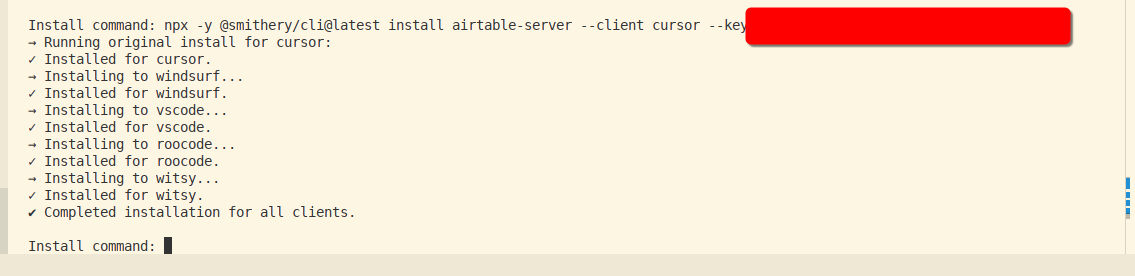 Install command: npx -y @smithery/cli@latest install airtable-server --client cursor --key
→ Running original install for cursor:
✓ Installed for cursor.
→ Installing to windsurf...
✓ Installed for windsurf.
→ Installing to vscode...
✓ Installed for vscode.
→ Installing to roocode...
✓ Installed for roocode.
→ Installing to witsy...
✓ Installed for witsy.
✔ Completed installation for all clients.
Install command: